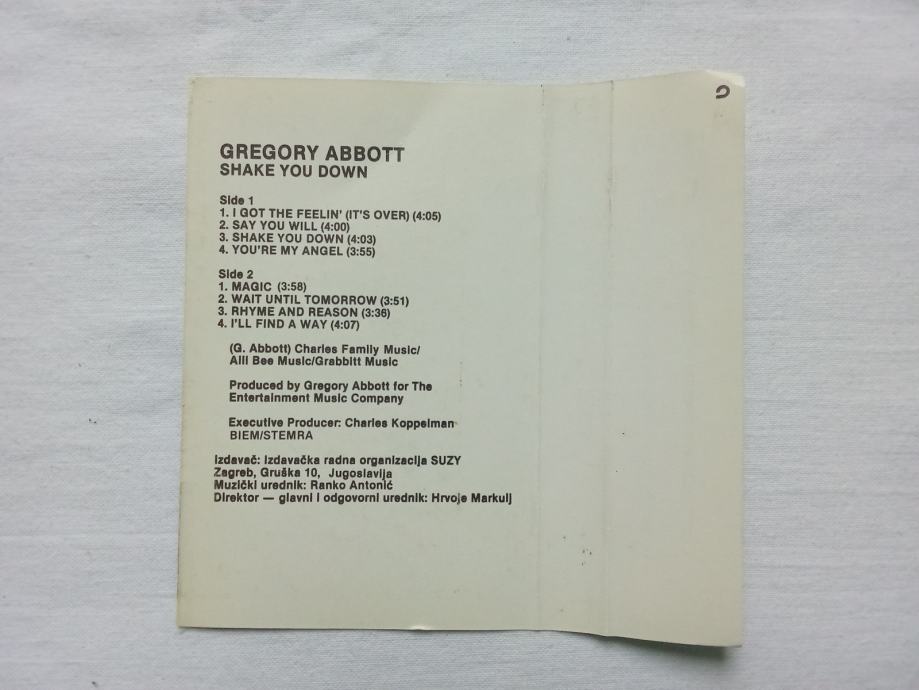 GREGORY ABBOTT
SHAKE YOU DOWN
Side 1
1. I GOT THE FEELIN' (IT'S OVER) (4:05)
2. SAY YOU WILL (4:00)
3. SHAKE YOU DOWN (4:03)
4. YOU'RE MY ANGEL (3:55)
Side 2
1. MAGIC (3:58)
2. WAIT UNTIL TOMORROW (3:51)
3. RHYME AND REASON (3:36)
4. I'LL FIND A WAY (4:07)
(G. Abbott) Charles Family Music/
Alli Bee Music/Grabbitt Music
Produced by Gregory Abbott for The
Entertainment Music Company
Executive Producer: Charles Koppelman
BIEM/STEMRA
Izdavač: Izdavačka radna organizacija SUZY
Zagreb, Gruška 10, Jugoslavija
Muzički urednik: Ranko Antonić
Direktor — glavni i odgovorni urednik: Hrvoje Markulj